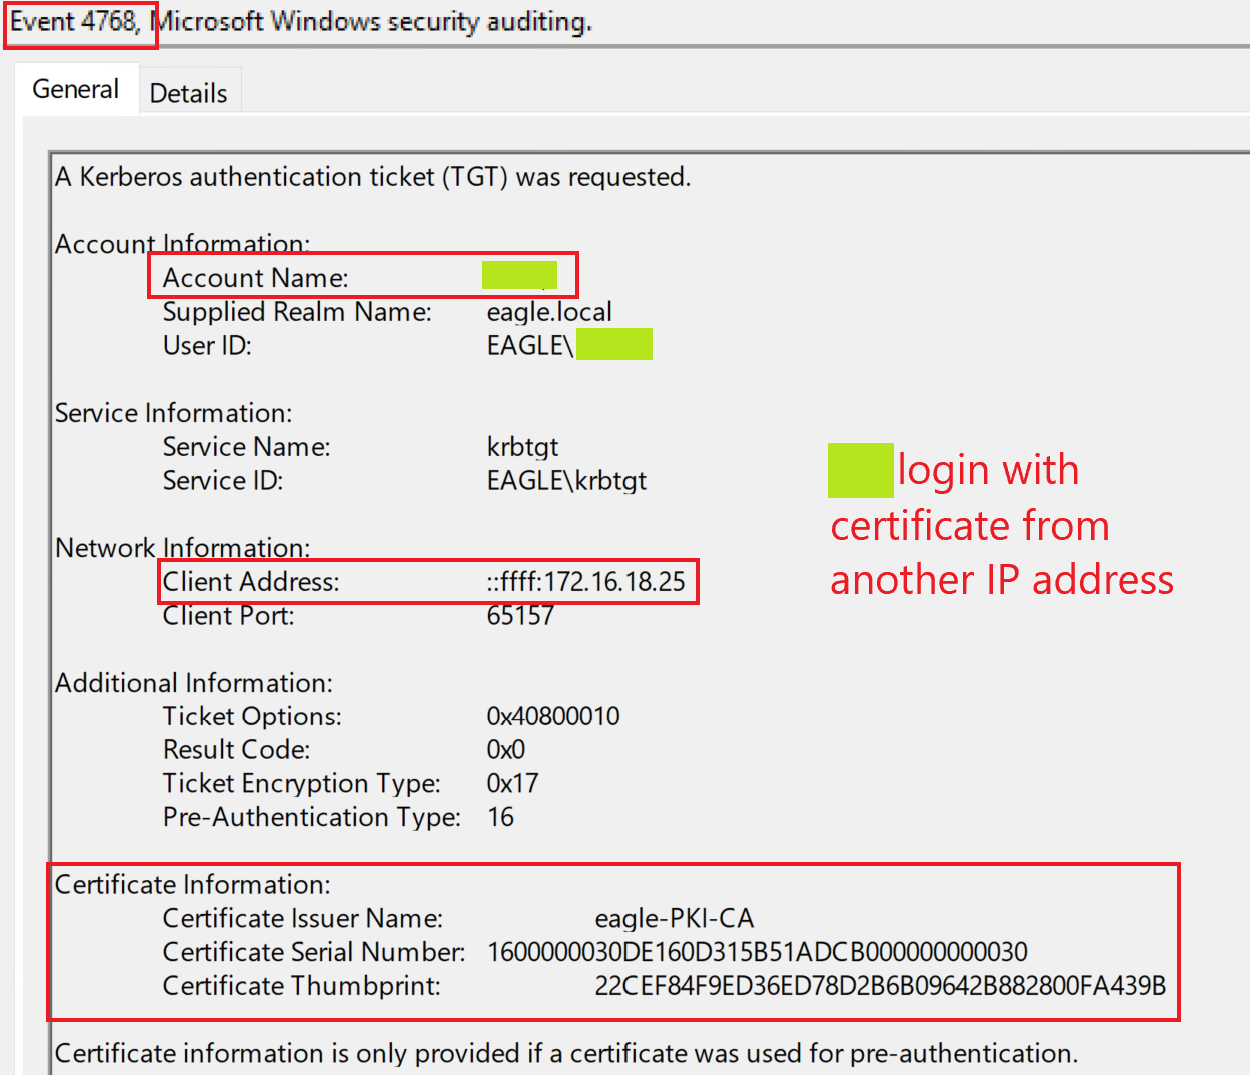 Event 4768, Microsoft Windows security auditing.
General Details
A Kerberos authentication ticket (TGT) was requested.
Account Information:
Account Name:
Supplied Realm Name: eagle.local
User ID: EAGLE\
Service Information:
Service Name: krbtgt
Service ID: EAGLE\krbtgt
Network Information:
Client Address: ::ffff:172.16.18.25
Client Port: 65157
login with
certificate from
another IP address
Additional Information:
Ticket Options: 0x40800010
Result Code: 0x0
Ticket Encryption Type: 0x17
Pre-Authentication Type: 16
Certificate Information:
Certificate Issuer Name: eagle-PKI-CA
Certificate Serial Number: 1600000030DE160D315B51ADCB000000000030
Certificate Thumbprint: 22CEF84F9ED36ED78D2B6B09642B882800FA439B
Certificate information is only provided if a certificate was used for pre-authentication.